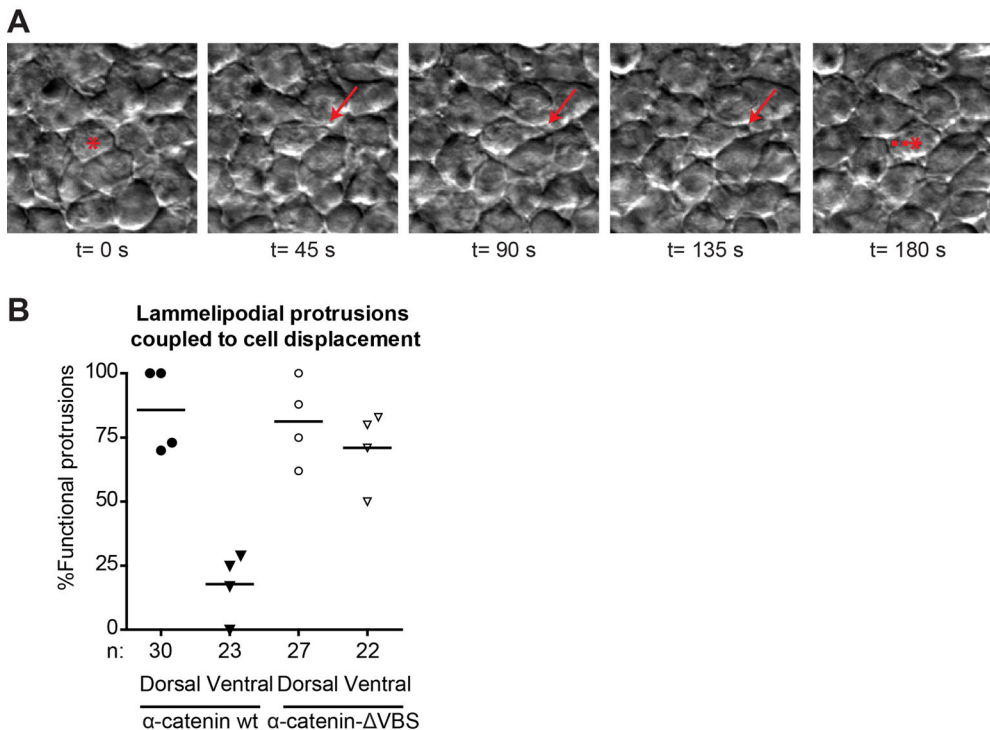 A
t= 0 s t= 45 s t= 90 s t= 135 s t= 180 s
B
Lammelipodial protrusions
coupled to cell displacement
%Functional protrusions
100
75
50
25
0
n: 30 23 27 22
Dorsal Ventral Dorsal Ventral
α-catenin wt α-catenin-ΔVBS